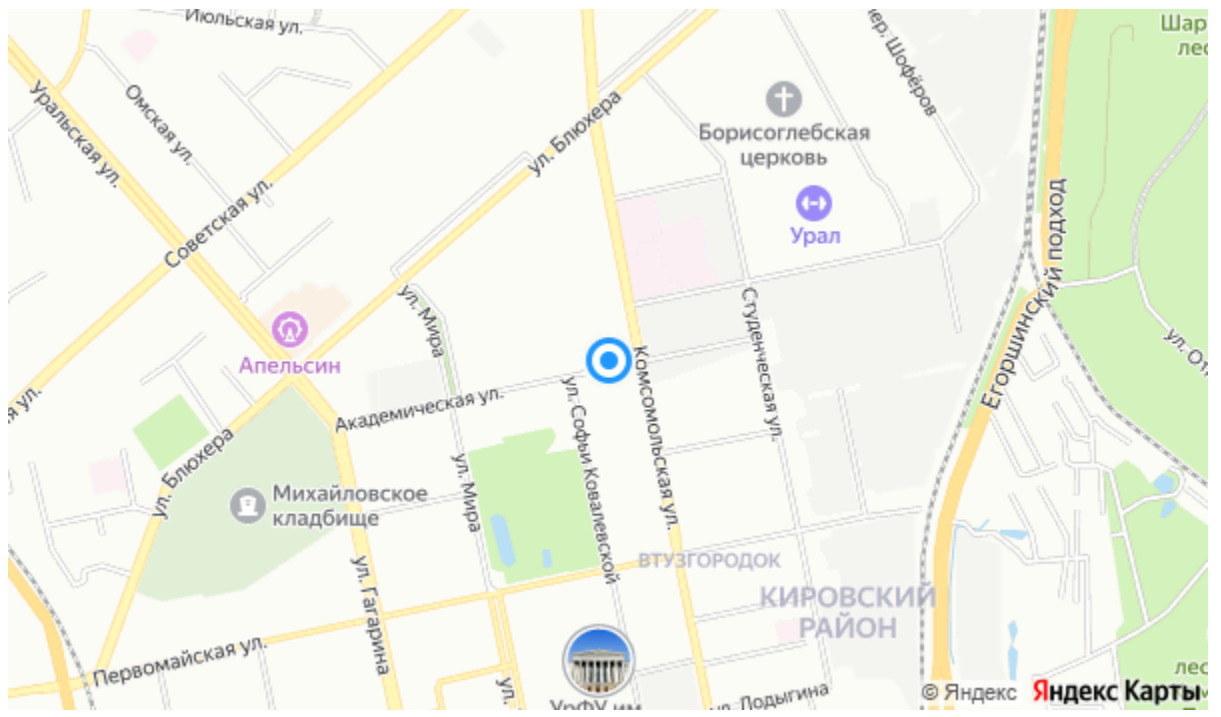 Июльская ул.
пер. Шофёров
Шар
лес
Уральская ул.
Омская ул.
ул. Блюхера
Борисоглебская
церковь
Советская ул.
Урал
Егоршинский подход
ул. Мира
Студенческая ул.
Апельсин
Комсомольская ул.
Академическая ул.
ул. Софьи Ковалевской
ул. Блюхера
ул. Мира
Михайловское
кладбище
ул. Гагарина
ВТУЗГОРОДОК
КИРОВСКИЙ
РАЙОН
Первомайская ул.
ул.
УрФУ им
ул. Лодыгина
лес
© Яндекс Яндекс Карты